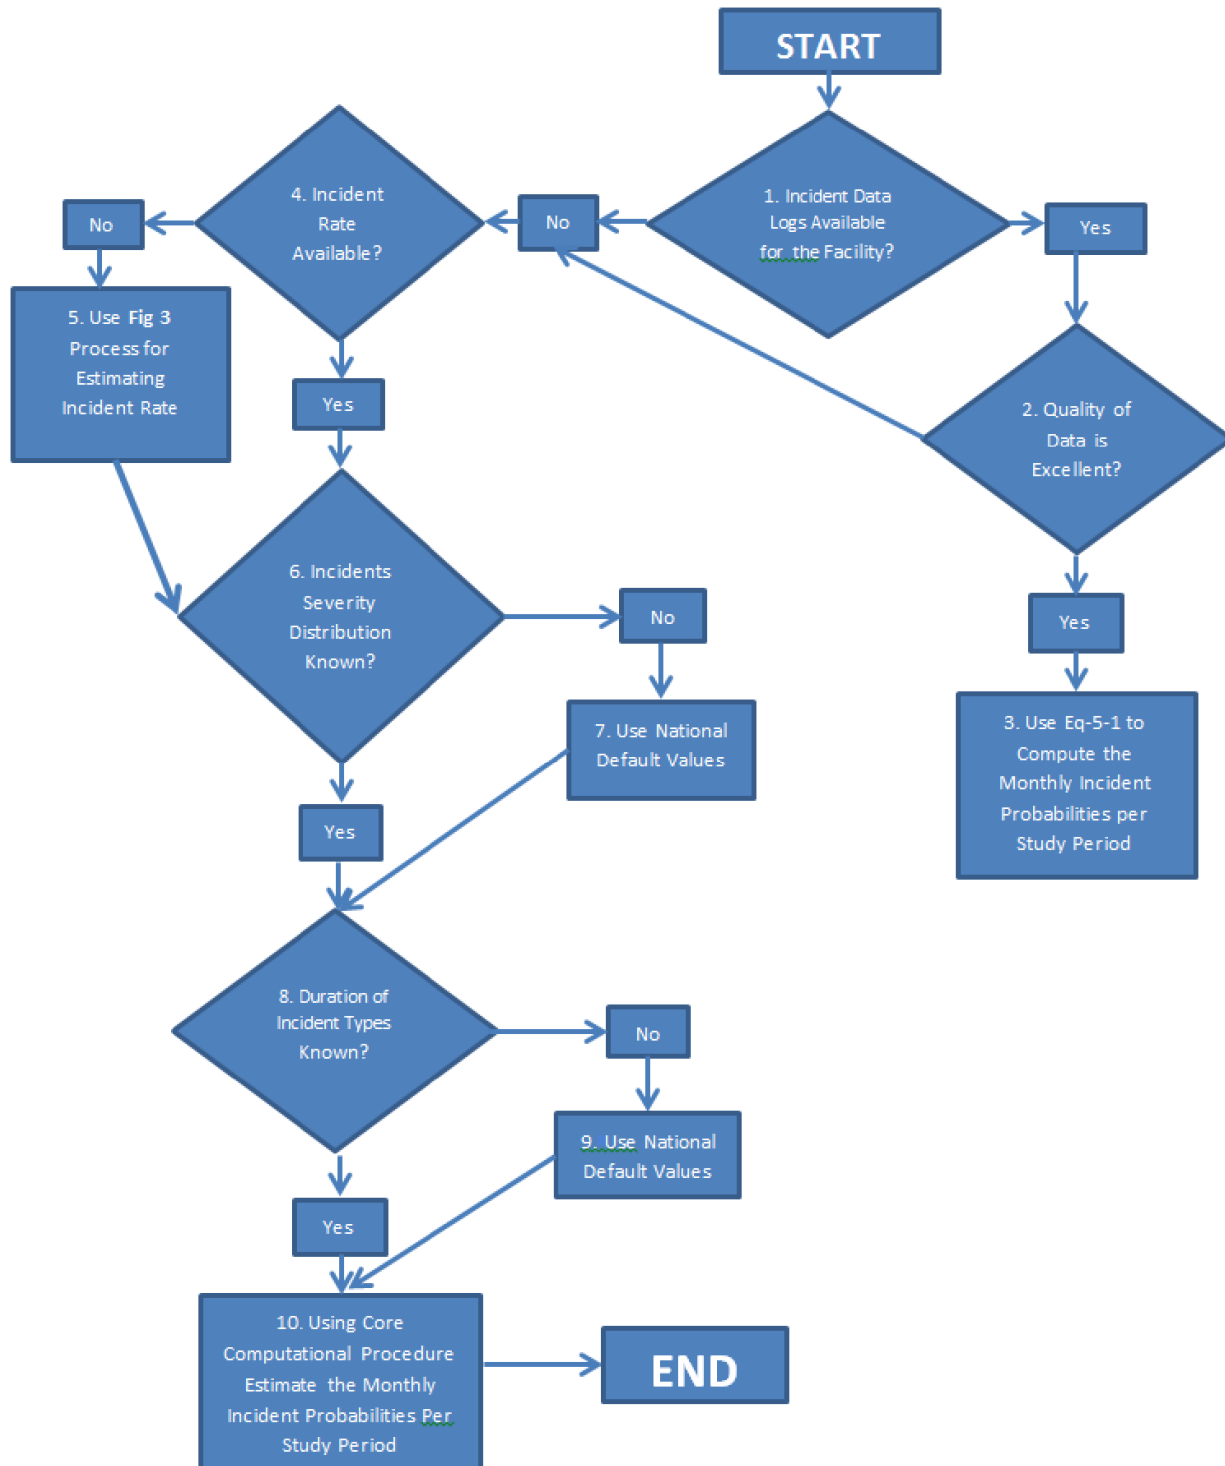 START
1. Incident Data
Logs Available
for the Facility?
No
Yes
4. Incident
Rate
Available?
No
5. Use Fig 3
Process for
Estimating
Incident Rate
Yes
2. Quality of
Data is
Excellent?
Yes
3. Use Eq-5-1 to
Compute the
Monthly Incident
Probabilities per
Study Period
6. Incidents
Severity
Distribution
Known?
No
7. Use National
Default Values
Yes
8. Duration of
Incident Types
Known?
No
9. Use National
Default Values
Yes
10. Using Core
Computational Procedure
Estimate the Monthly
Incident Probabilities Per
Study Period
END